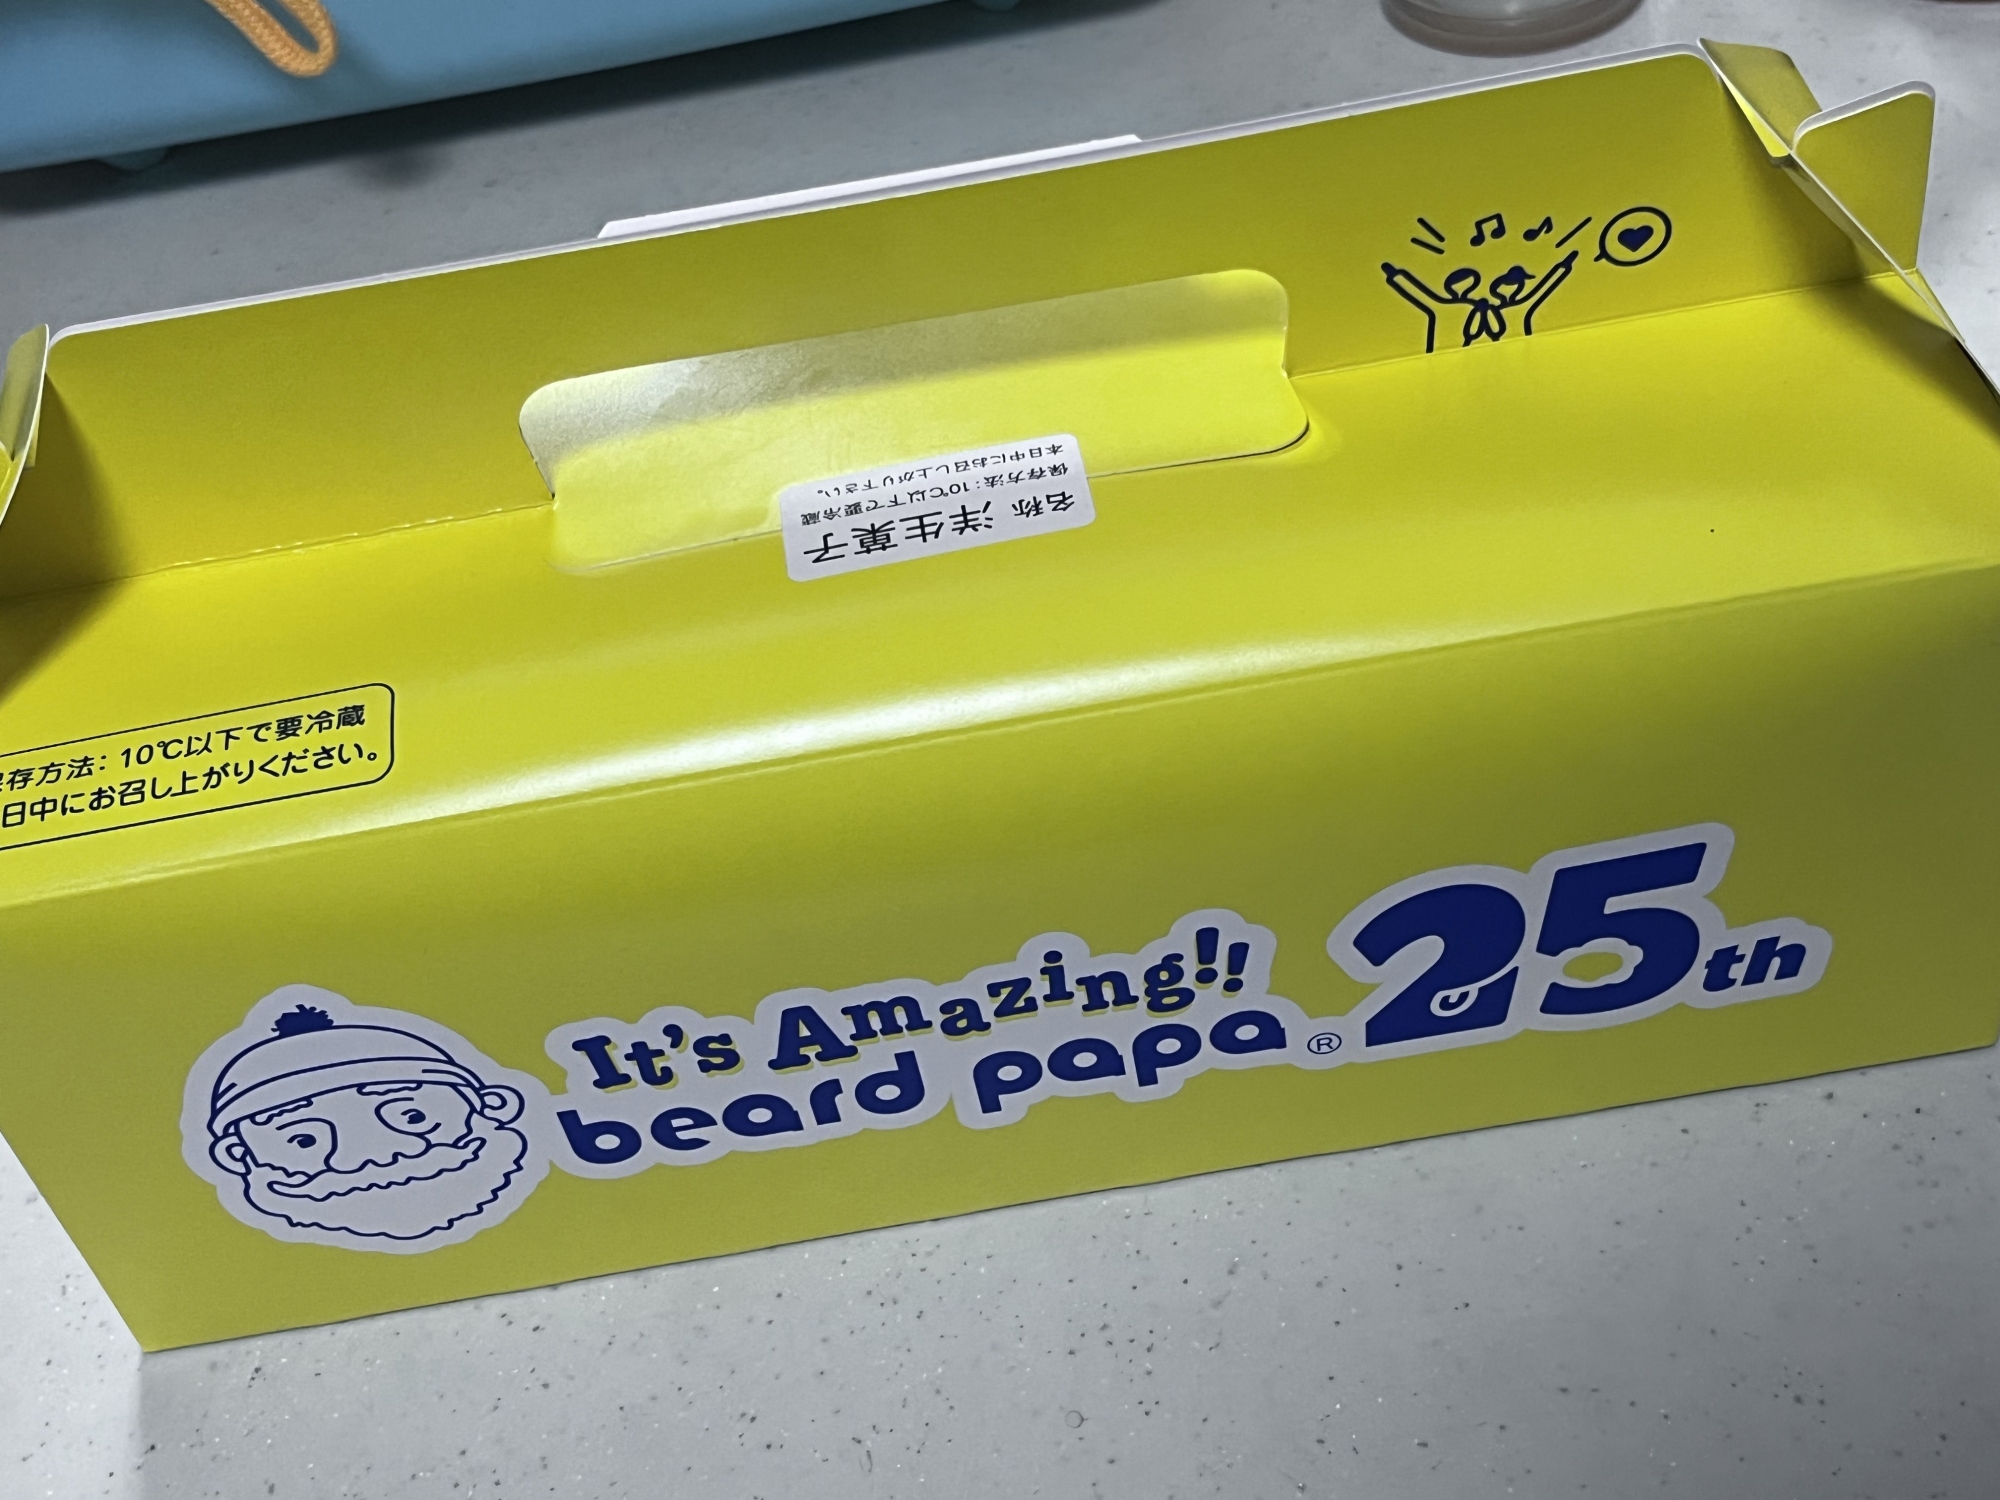 名称 洋生菓子
保存方法：10℃以下で要冷蔵
本日中にお召し上がり下さい。
存方法：10℃以下で要冷蔵
日中にお召し上がりください。
It's Amazing!!
beard papa® 25th